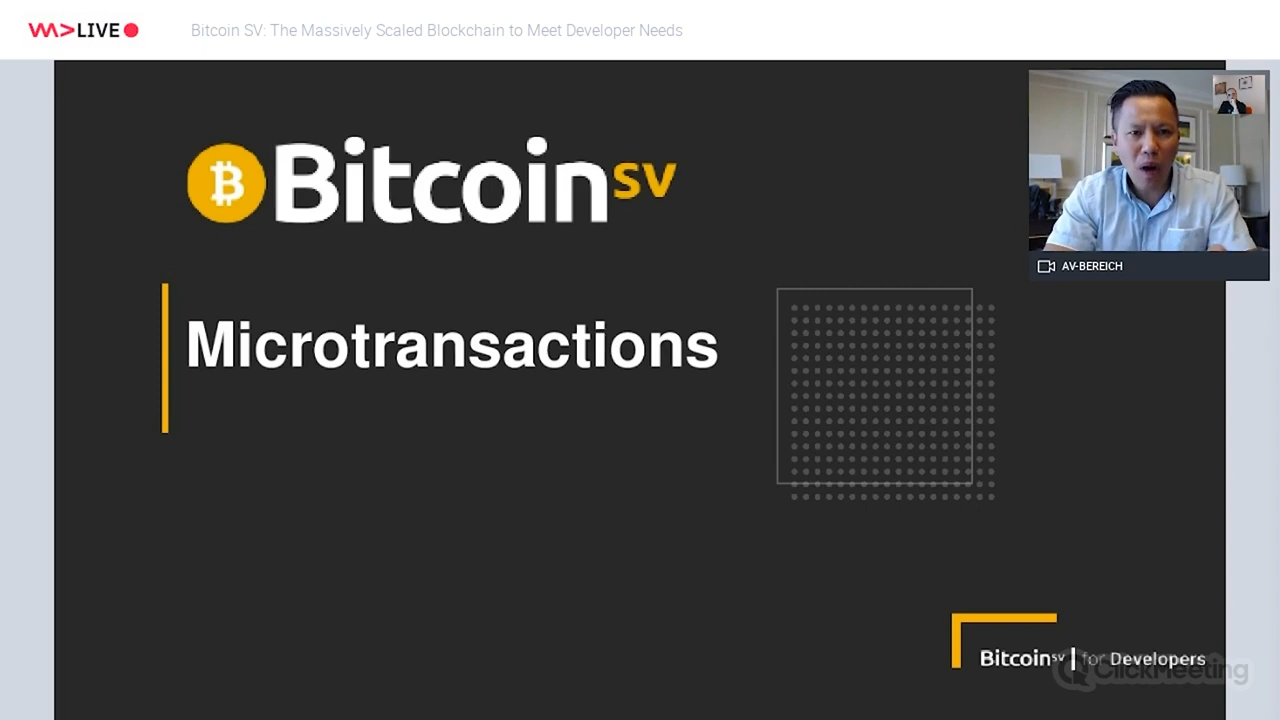 WA>LIVE
Bitcoin SV: The Massively Scaled Blockchain to Meet Developer Needs
Bitcoin SV
Microtransactions
AV-BEREICH
Bitcoin SV | for Developers
ClickMeeting